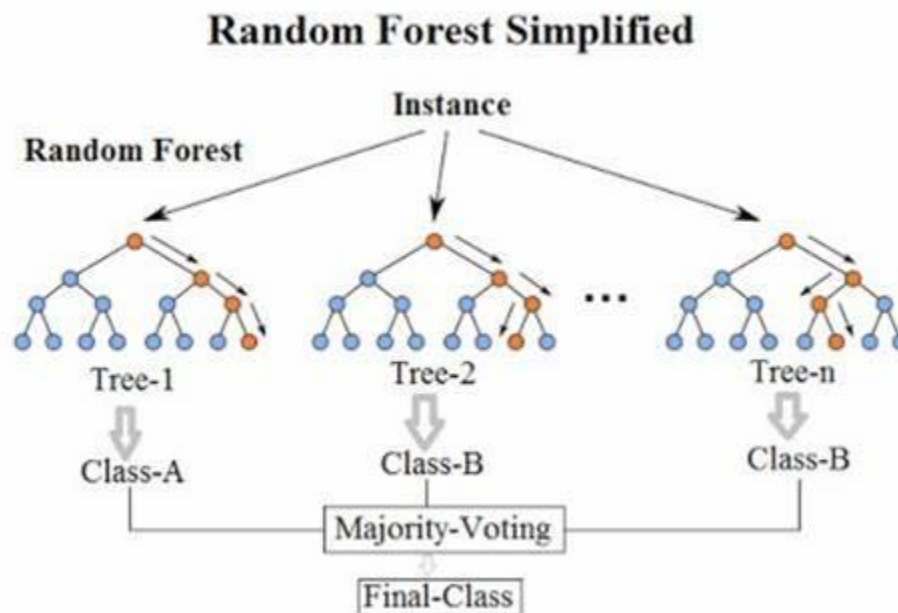 Random Forest Simplified
Instance
Random Forest
...
Tree-1
Tree-2
Tree-n
Class-A
Class-B
Class-B
Majority-Voting
Final-Class